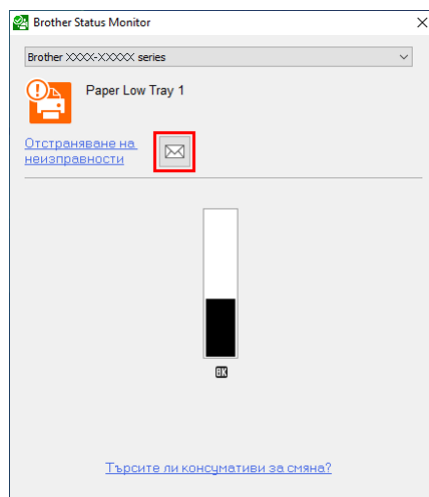 Brother Status Monitor
Brother XXXX-XXXXX series
Paper Low Tray 1
Отстраняване на
неизправности
BK
Търсите ли консумативи за смяна?